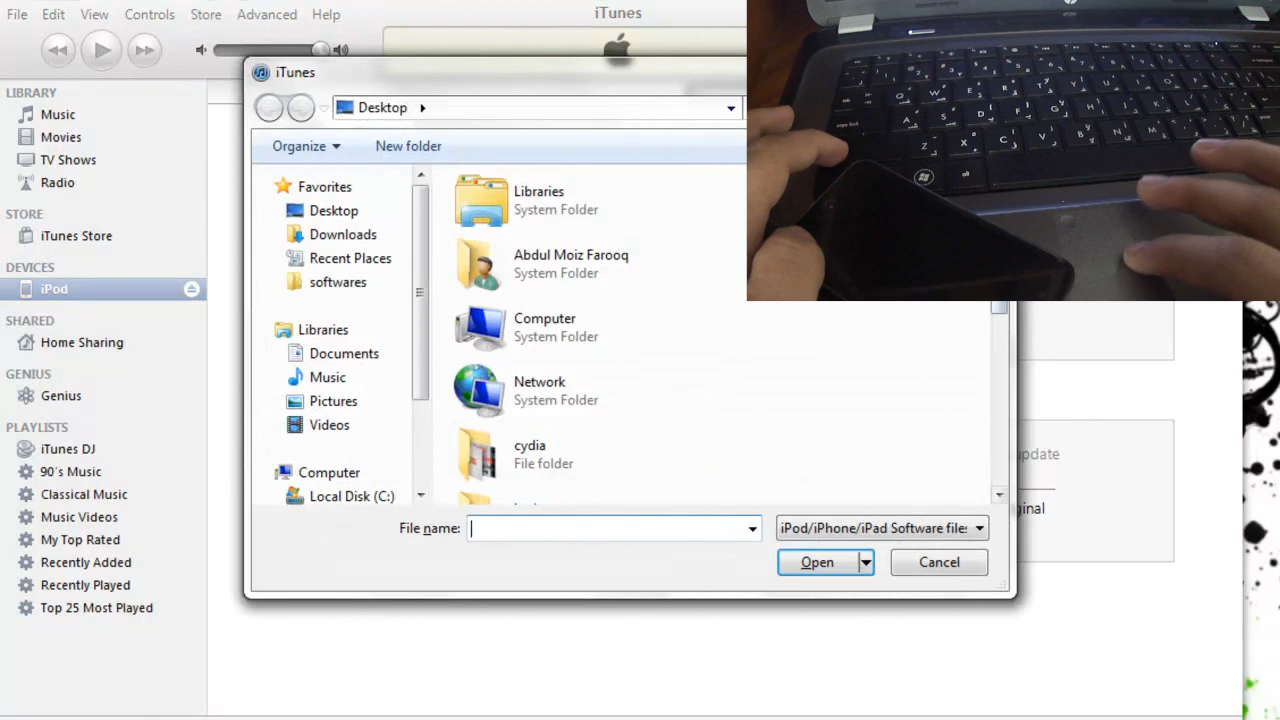 File Edit View Controls Store Advanced Help
iTunes
LIBRARY
Music
Movies
TV Shows
Radio
STORE
iTunes Store
DEVICES
iPod
SHARED
Home Sharing
GENIUS
Genius
PLAYLISTS
iTunes DJ
90's Music
Classical Music
Music Videos
My Top Rated
Recently Added
Recently Played
Top 25 Most Played
iTunes
Desktop
Organize
New folder
Favorites
Desktop
Downloads
Recent Places
softwares
Libraries
Documents
Music
Pictures
Videos
Computer
Local Disk (C:)
Libraries
System Folder
Abdul Moiz Farooq
System Folder
Computer
System Folder
Network
System Folder
cydia
File folder
File name:
iPod/iPhone/iPad Software files
Open
Cancel
Q W E R T Y
A S D F G H
Z X C V B N M
alt